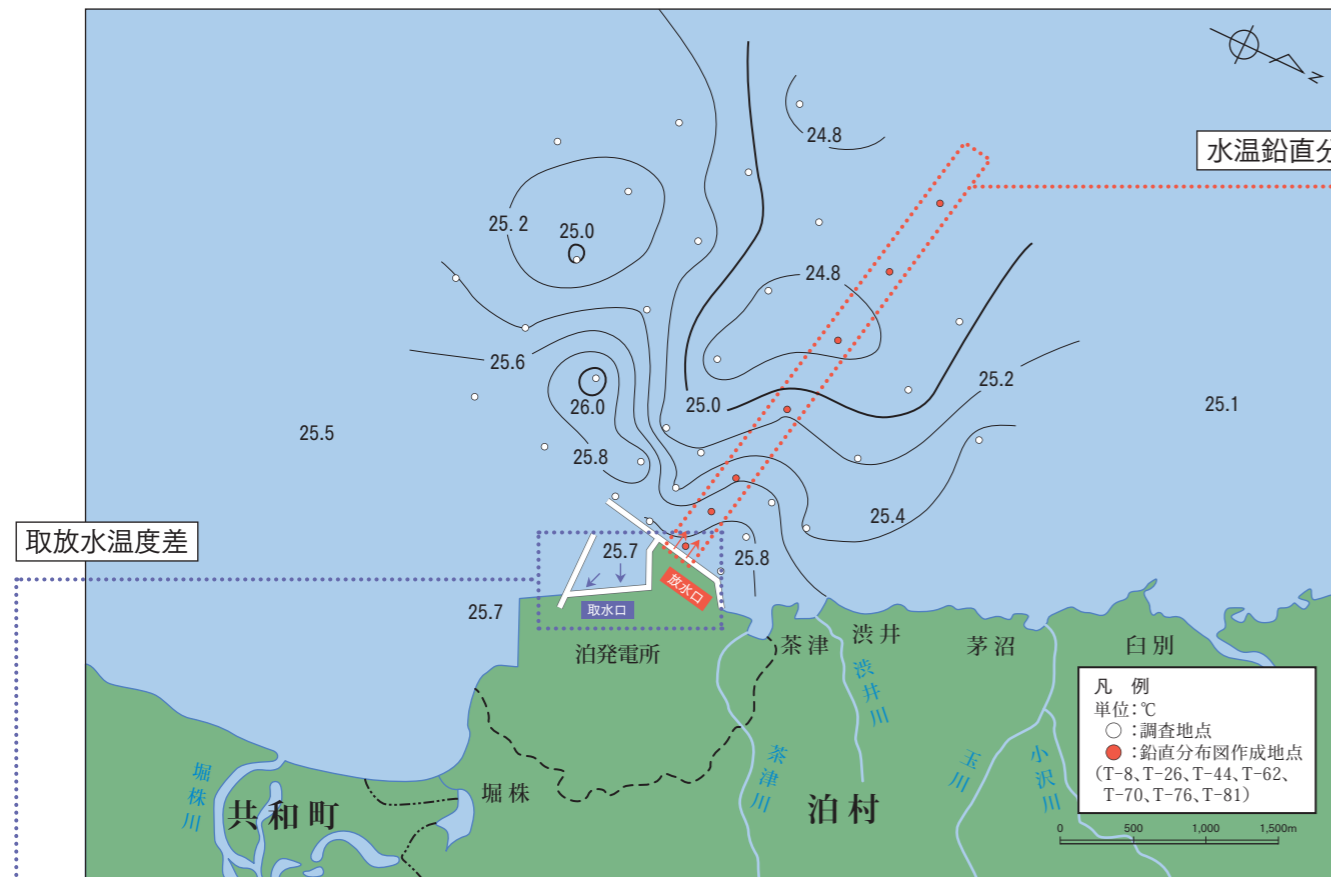 N
24.8
水温鉛直分
25.2
25.0
24.8
25.6
26.0
25.0
25.2
25.1
25.5
25.8
25.4
取放水温度差
25.7
25.8
放水口
取水口
25.7
泊発電所
茶津
渋井
茅沼
臼別
渋井川
茶津川
玉川
小沢川
堀株川
堀株
共和町
泊村
凡 例
単位:℃
○:調査地点
●:鉛直分布図作成地点
(T-8、T-26、T-44、T-62、
T-70、T-76、T-81)
0 500 1,000 1,500m